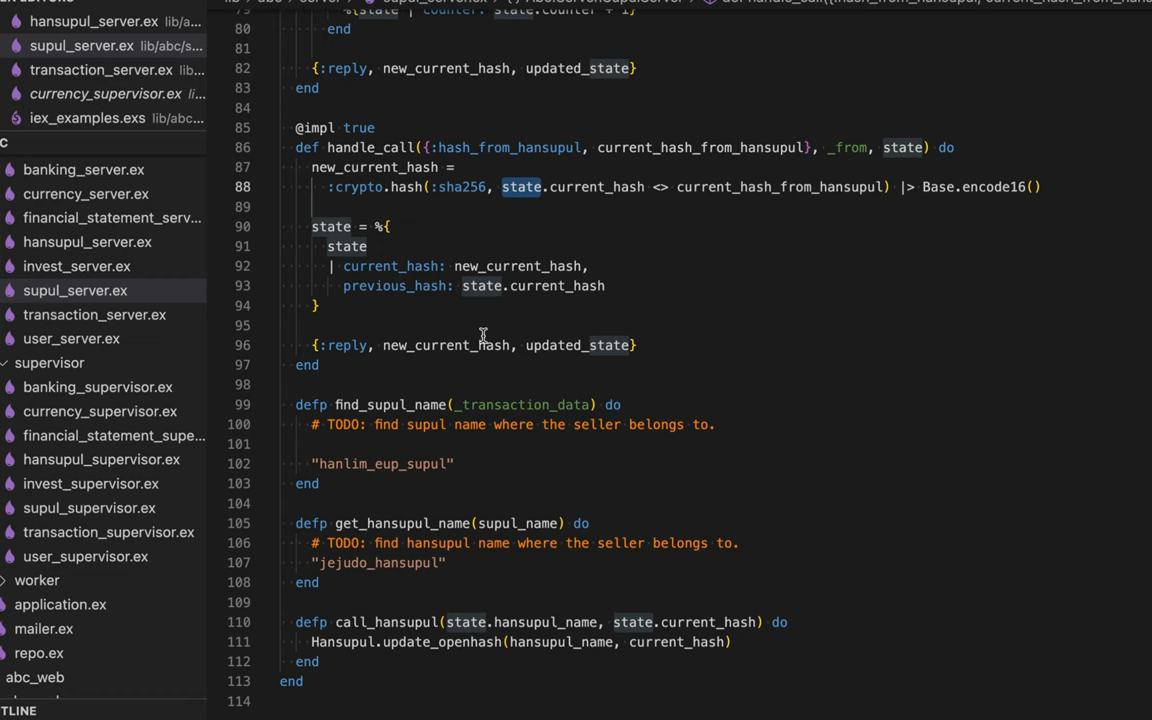 hansupul_server.ex lib/a...
supul_server.ex lib/abc/s...
transaction_server.ex lib...
currency_supervisor.ex li...
iex_examples.exs lib/abc...
C
banking_server.ex
currency_server.ex
financial_statement_serv...
hansupul_server.ex
invest_server.ex
supul_server.ex
transaction_server.ex
user_server.ex
supervisor
banking_supervisor.ex
currency_supervisor.ex
financial_statement_supe...
hansupul_supervisor.ex
invest_supervisor.ex
supul_supervisor.ex
transaction_supervisor.ex
user_supervisor.ex
worker
application.ex
mailer.ex
repo.ex
abc_web
TLINE
80 end
81
82 {:reply, new_current_hash, updated_state}
83 end
84
85 @impl true
86 def handle_call({:hash_from_hansupul, current_hash_from_hansupul}, _from, state) do
87 new_current_hash =
88 :crypto.hash(:sha256, state.current_hash <> current_hash_from_hansupul) |> Base.encode16()
89
90 state = %{
91 state
92 | current_hash: new_current_hash,
93 previous_hash: state.current_hash
94 }
95
96 {:reply, new_current_hash, updated_state}
97 end
98
99 defp find_supul_name(_transaction_data) do
100 # TODO: find supul name where the seller belongs to.
101
102 "hanlim_eup_supul"
103 end
104
105 defp get_hansupul_name(supul_name) do
106 # TODO: find hansupul name where the seller belongs to.
107 "jejudo_hansupul"
108 end
109
110 defp call_hansupul(state.hansupul_name, state.current_hash) do
111 Hansupul.update_openhash(hansupul_name, current_hash)
112 end
113 end
114